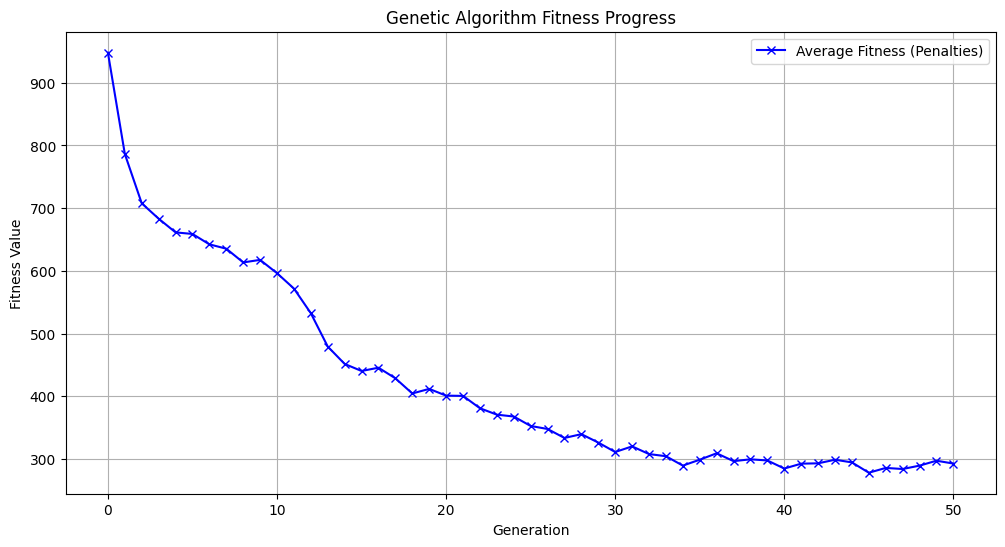 Genetic Algorithm Fitness Progress
Average Fitness (Penalties)
900
800
700
600
500
400
300
Fitness Value
0 10 20 30 40 50
Generation